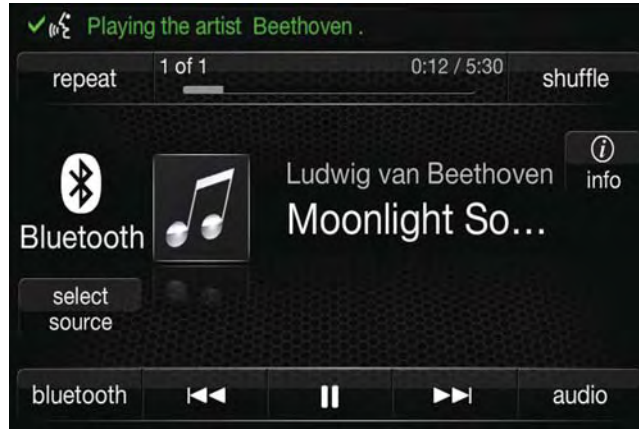 Playing the artist Beethoven .
repeat
1 of 1
0:12 / 5:30
shuffle
Bluetooth
Ludwig van Beethoven
Moonlight So...
info
select
source
bluetooth
audio